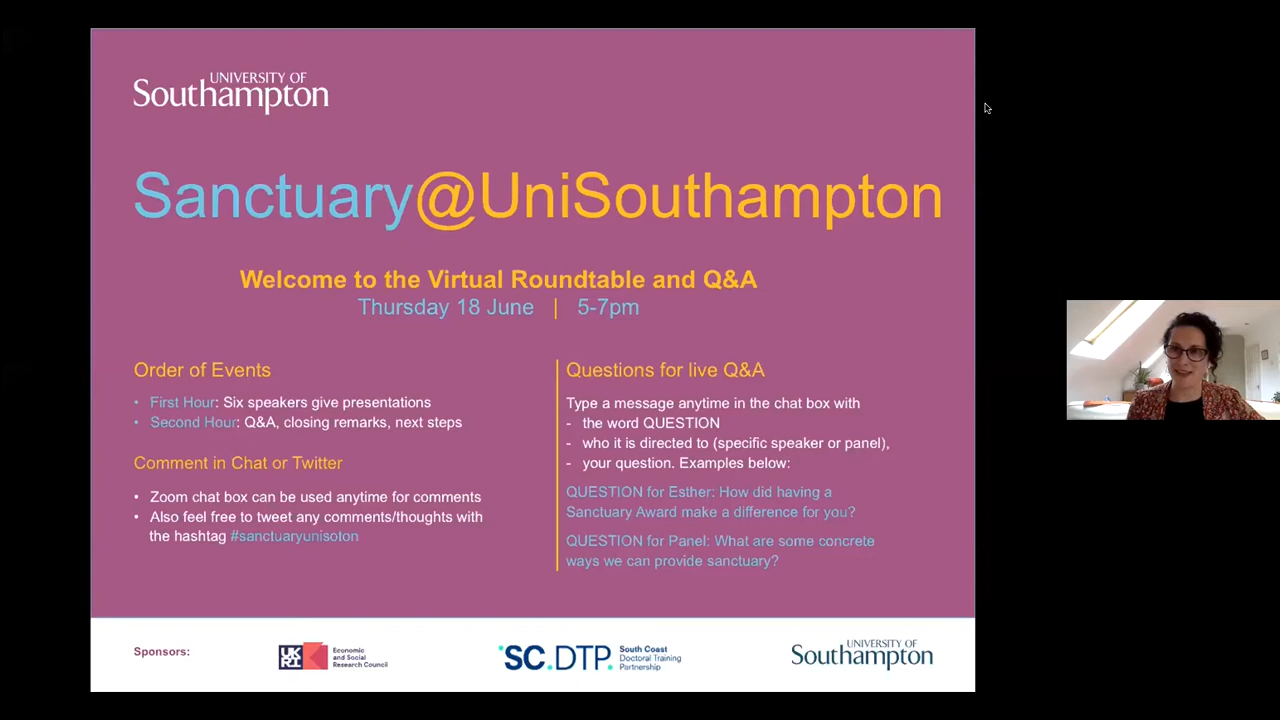 UNIVERSITY OF
Southampton
Sanctuary@UniSouthampton
Welcome to the Virtual Roundtable and Q&A
Thursday 18 June | 5-7pm
Order of Events
• First Hour: Six speakers give presentations
• Second Hour: Q&A, closing remarks, next steps
Comment in Chat or Twitter
• Zoom chat box can be used anytime for comments
• Also feel free to tweet any comments/thoughts with
the hashtag #sanctuaryunisoton
Questions for live Q&A
Type a message anytime in the chat box with
- the word QUESTION
- who it is directed to (specific speaker or panel),
- your question. Examples below:
QUESTION for Esther: How did having a
Sanctuary Award make a difference for you?
QUESTION for Panel: What are some concrete
ways we can provide sanctuary?
Sponsors:
UK
RI
Economic
and Social
Research Council
SC.DTP.
South Coast
Doctoral Training
Partnership
UNIVERSITY OF
Southampton